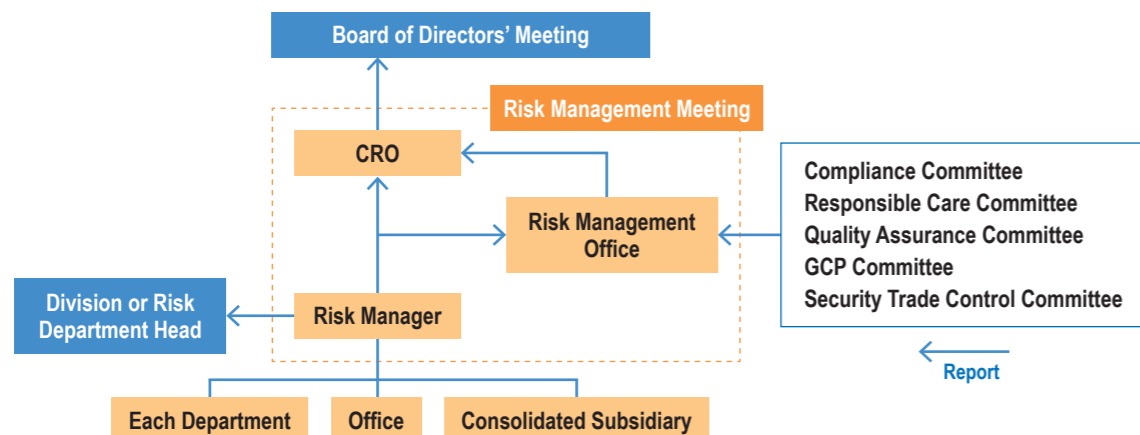 Board of Directors’ Meeting
Risk Management Meeting
CRO
Risk Management
Office
Compliance Committee
Responsible Care Committee
Quality Assurance Committee
GCP Committee
Security Trade Control Committee
Division or Risk
Department Head
Risk Manager
Report
Each Department
Office
Consolidated Subsidiary